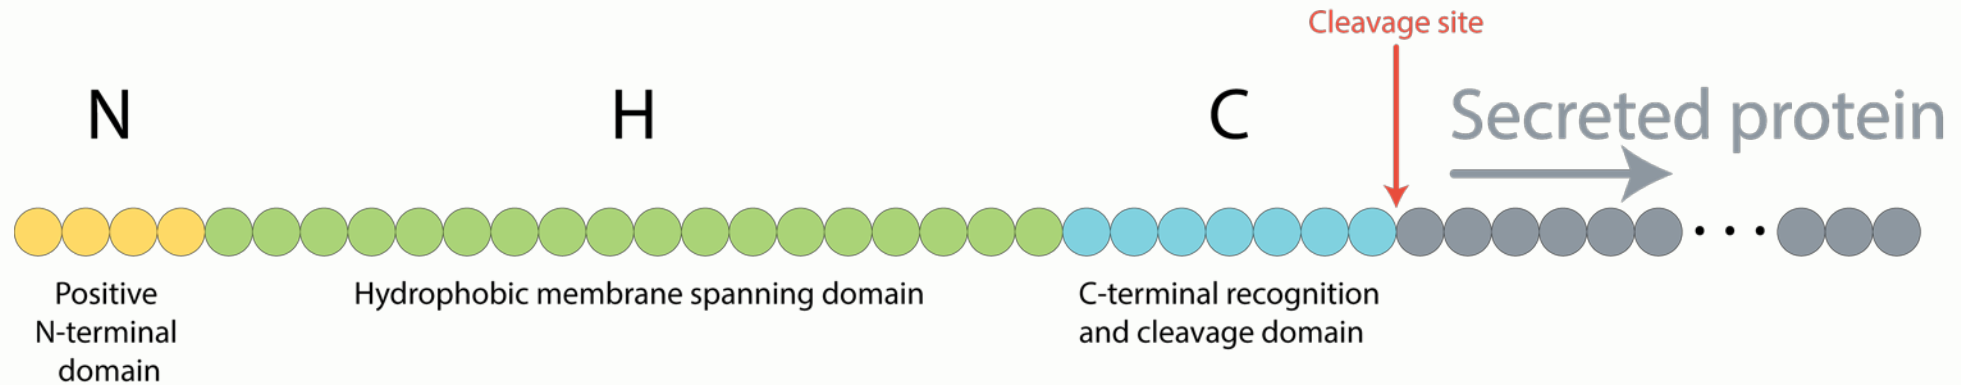 Cleavage site
N
H
C
Secreted protein
Positive
N-terminal
domain
Hydrophobic membrane spanning domain
C-terminal recognition
and cleavage domain